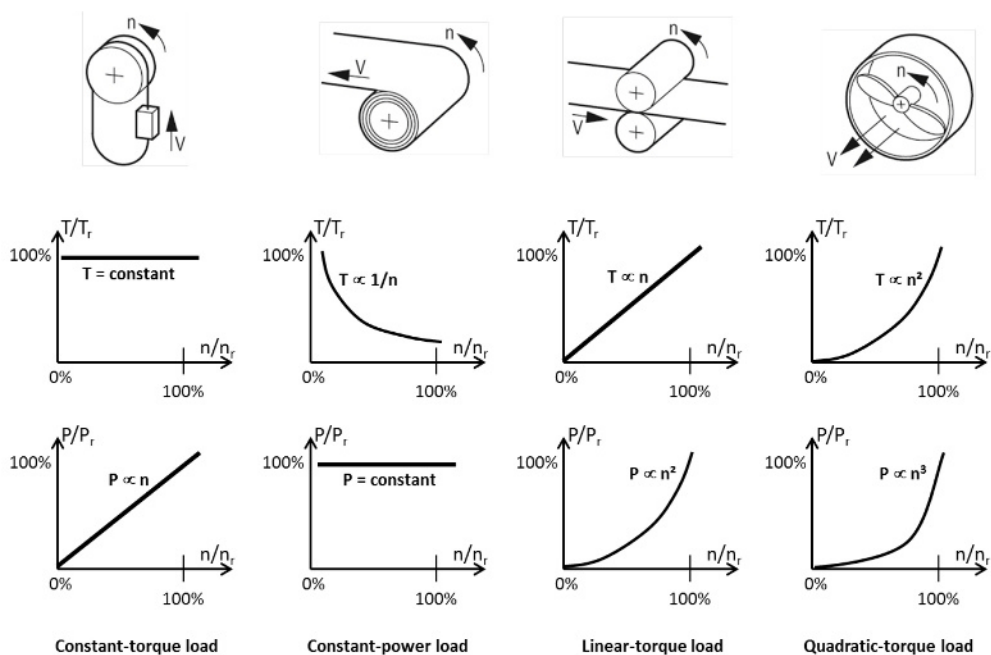 n
V
n
V
n
V
n
V
T/Tᵣ
100%
T = constant
n/nᵣ
0%
100%
T/Tᵣ
100%
T ∝ 1/n
n/nᵣ
0%
100%
T/Tᵣ
100%
T ∝ n
n/nᵣ
0%
100%
T/Tᵣ
100%
T ∝ n²
n/nᵣ
0%
100%
P/Pᵣ
100%
P ∝ n
n/nᵣ
0%
100%
P/Pᵣ
100%
P = constant
n/nᵣ
0%
100%
P/Pᵣ
100%
P ∝ n²
n/nᵣ
0%
100%
P/Pᵣ
100%
P ∝ n³
n/nᵣ
0%
100%
Constant-torque load
Constant-power load
Linear-torque load
Quadratic-torque load